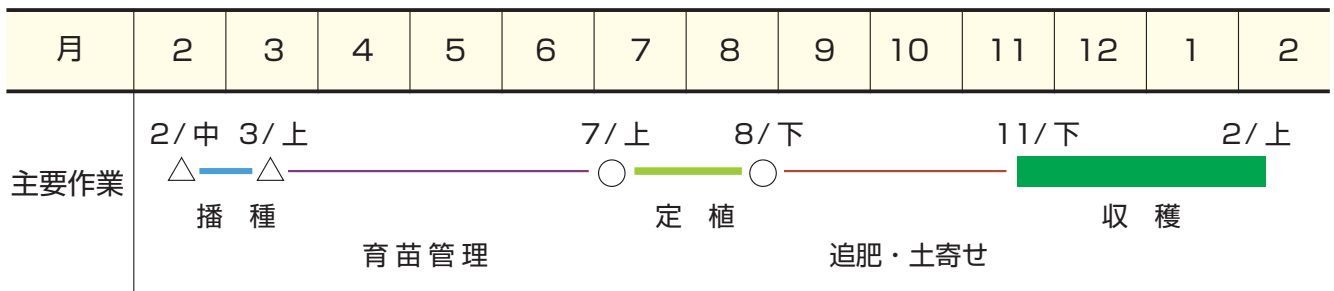 月 2 3 4 5 6 7 8 9 10 11 12 1 2
2/中 3/上 7/上 8/下 11/下 2/上
主要作業
播種 定植 収穫
育苗管理 追肥・土寄せ